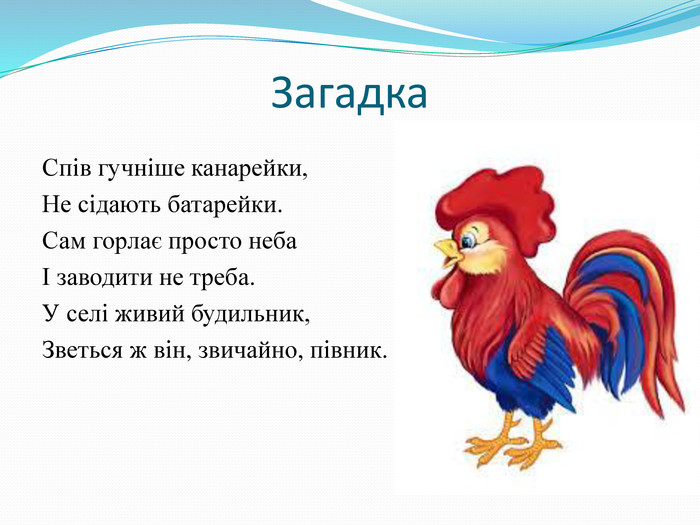 Загадка
Спів гучніше канарейки,
Не сідають батарейки.
Сам горлає просто неба
І заводити не треба.
У селі живий будильник,
Зветься ж він, звичайно, півник.